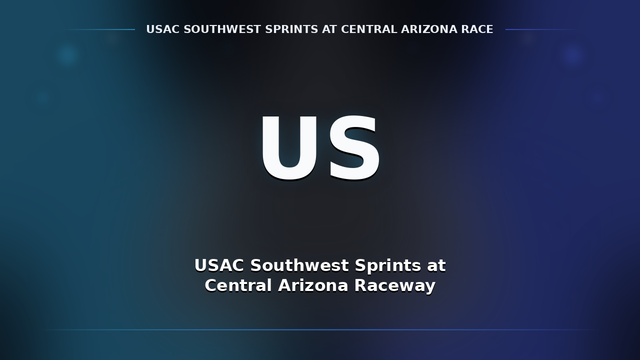 USAC SOUTHWEST SPRINTS AT CENTRAL ARIZONA RACE
US
USAC Southwest Sprints at
Central Arizona Raceway